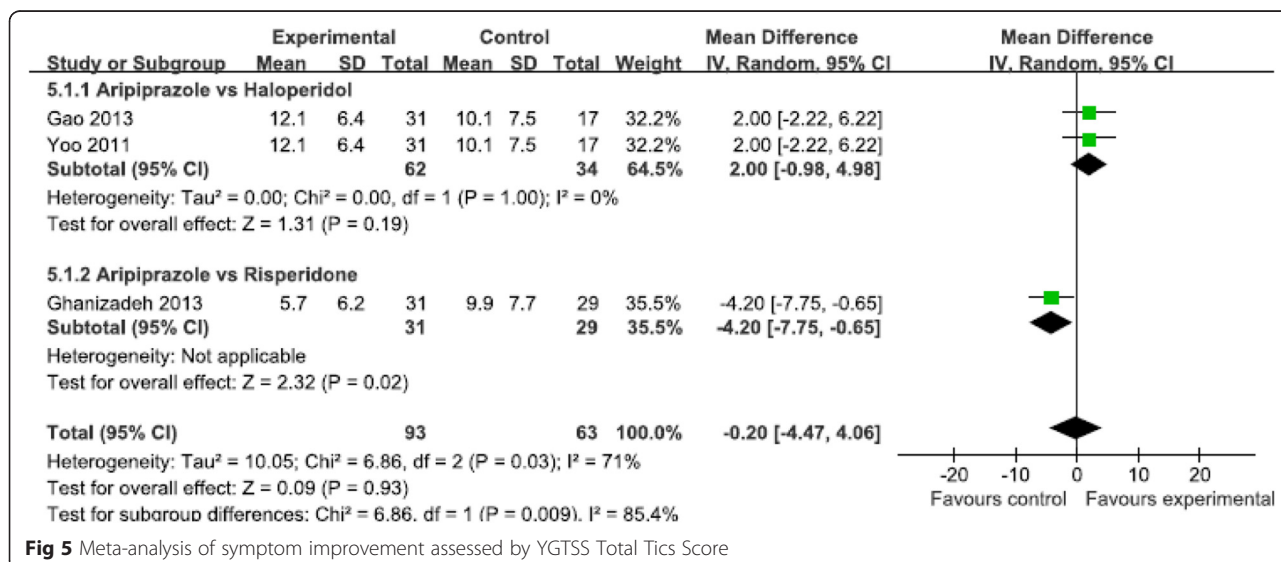 Experimental Control Mean Difference Mean Difference
Study or Subgroup Mean SD Total Mean SD Total Weight IV, Random, 95% CI IV, Random, 95% CI
5.1.1 Aripiprazole vs Haloperidol
Gao 2013 12.1 6.4 31 10.1 7.5 17 32.2% 2.00 [-2.22, 6.22]
Yoo 2011 12.1 6.4 31 10.1 7.5 17 32.2% 2.00 [-2.22, 6.22]
Subtotal (95% CI) 62 34 64.5% 2.00 [-0.98, 4.98]
Heterogeneity: Tau² = 0.00; Chi² = 0.00, df = 1 (P = 1.00); I² = 0%
Test for overall effect: Z = 1.31 (P = 0.19)
5.1.2 Aripiprazole vs Risperidone
Ghanizadeh 2013 5.7 6.2 31 9.9 7.7 29 35.5% -4.20 [-7.75, -0.65]
Subtotal (95% CI) 31 29 35.5% -4.20 [-7.75, -0.65]
Heterogeneity: Not applicable
Test for overall effect: Z = 2.32 (P = 0.02)
Total (95% CI) 93 63 100.0% -0.20 [-4.47, 4.06]
Heterogeneity: Tau² = 10.05; Chi² = 6.86, df = 2 (P = 0.03); I² = 71%
Test for overall effect: Z = 0.09 (P = 0.93)
Test for subgroup differences: Chi² = 6.86, df = 1 (P = 0.009), I² = 85.4%
-20 -10 0 10 20
Favours control Favours experimental
Fig 5 Meta-analysis of symptom improvement assessed by YGTSS Total Tics Score